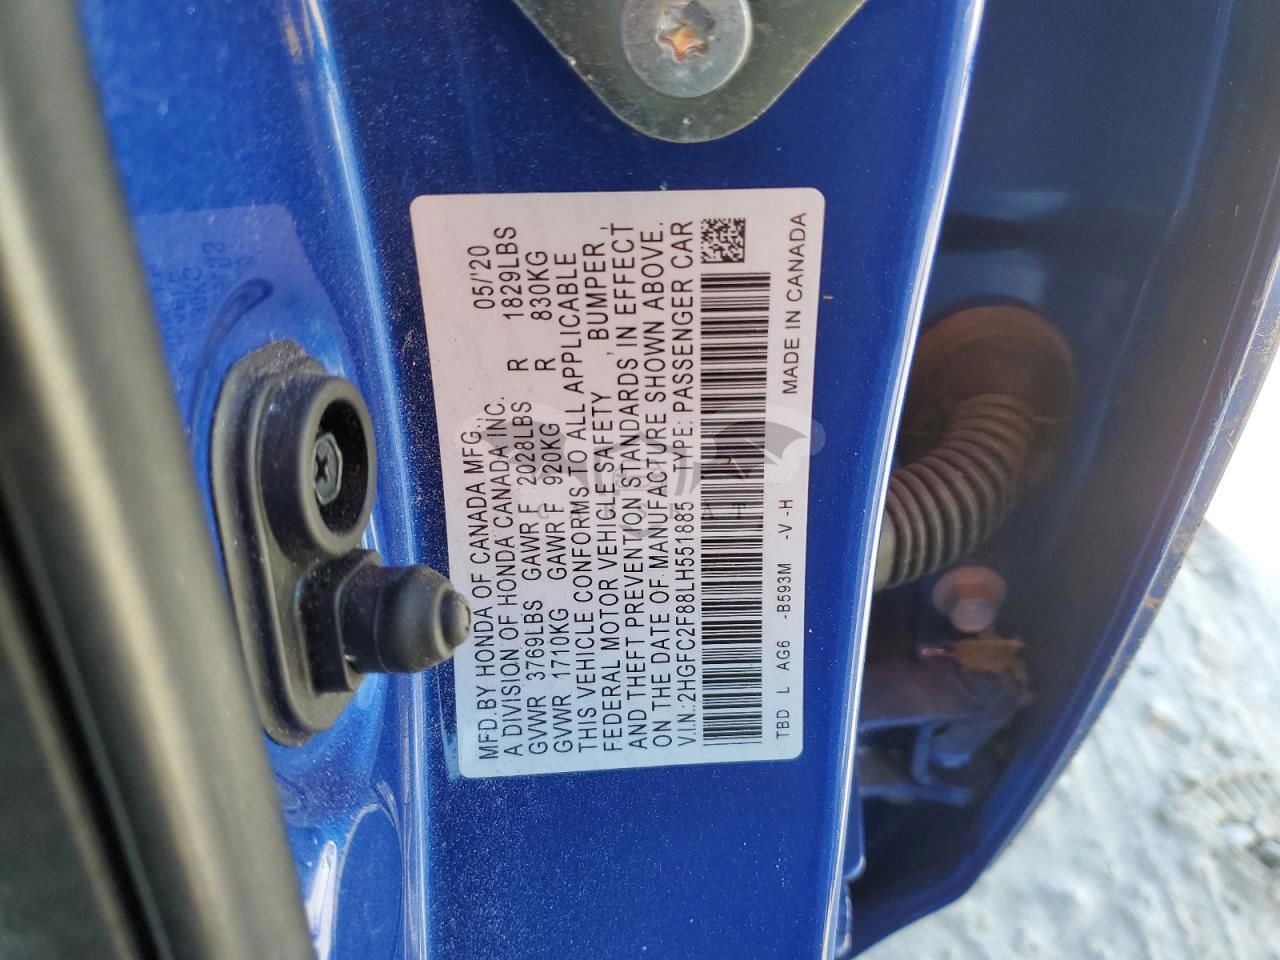 MFD.BY HONDA OF CANADA MFG., 05/'20
A DIVISION OF HONDA CANADA INC.
GVWR 3769LBS GAWR F 2028LBS R 1829LBS
GVWR 1710KG GAWR F 920KG R 830KG
THIS VEHICLE CONFORMS TO ALL APPLICABLE
FEDERAL MOTOR VEHICLE SAFETY , BUMPER ,
AND THEFT PREVENTION STANDARDS IN EFFECT
ON THE DATE OF MANUFACTURE SHOWN ABOVE.
V.I.N.:2HGFC2F88LH551885 TYPE: PASSENGER CAR
TBD L AG6 -B593M -V -H MADE IN CANADA